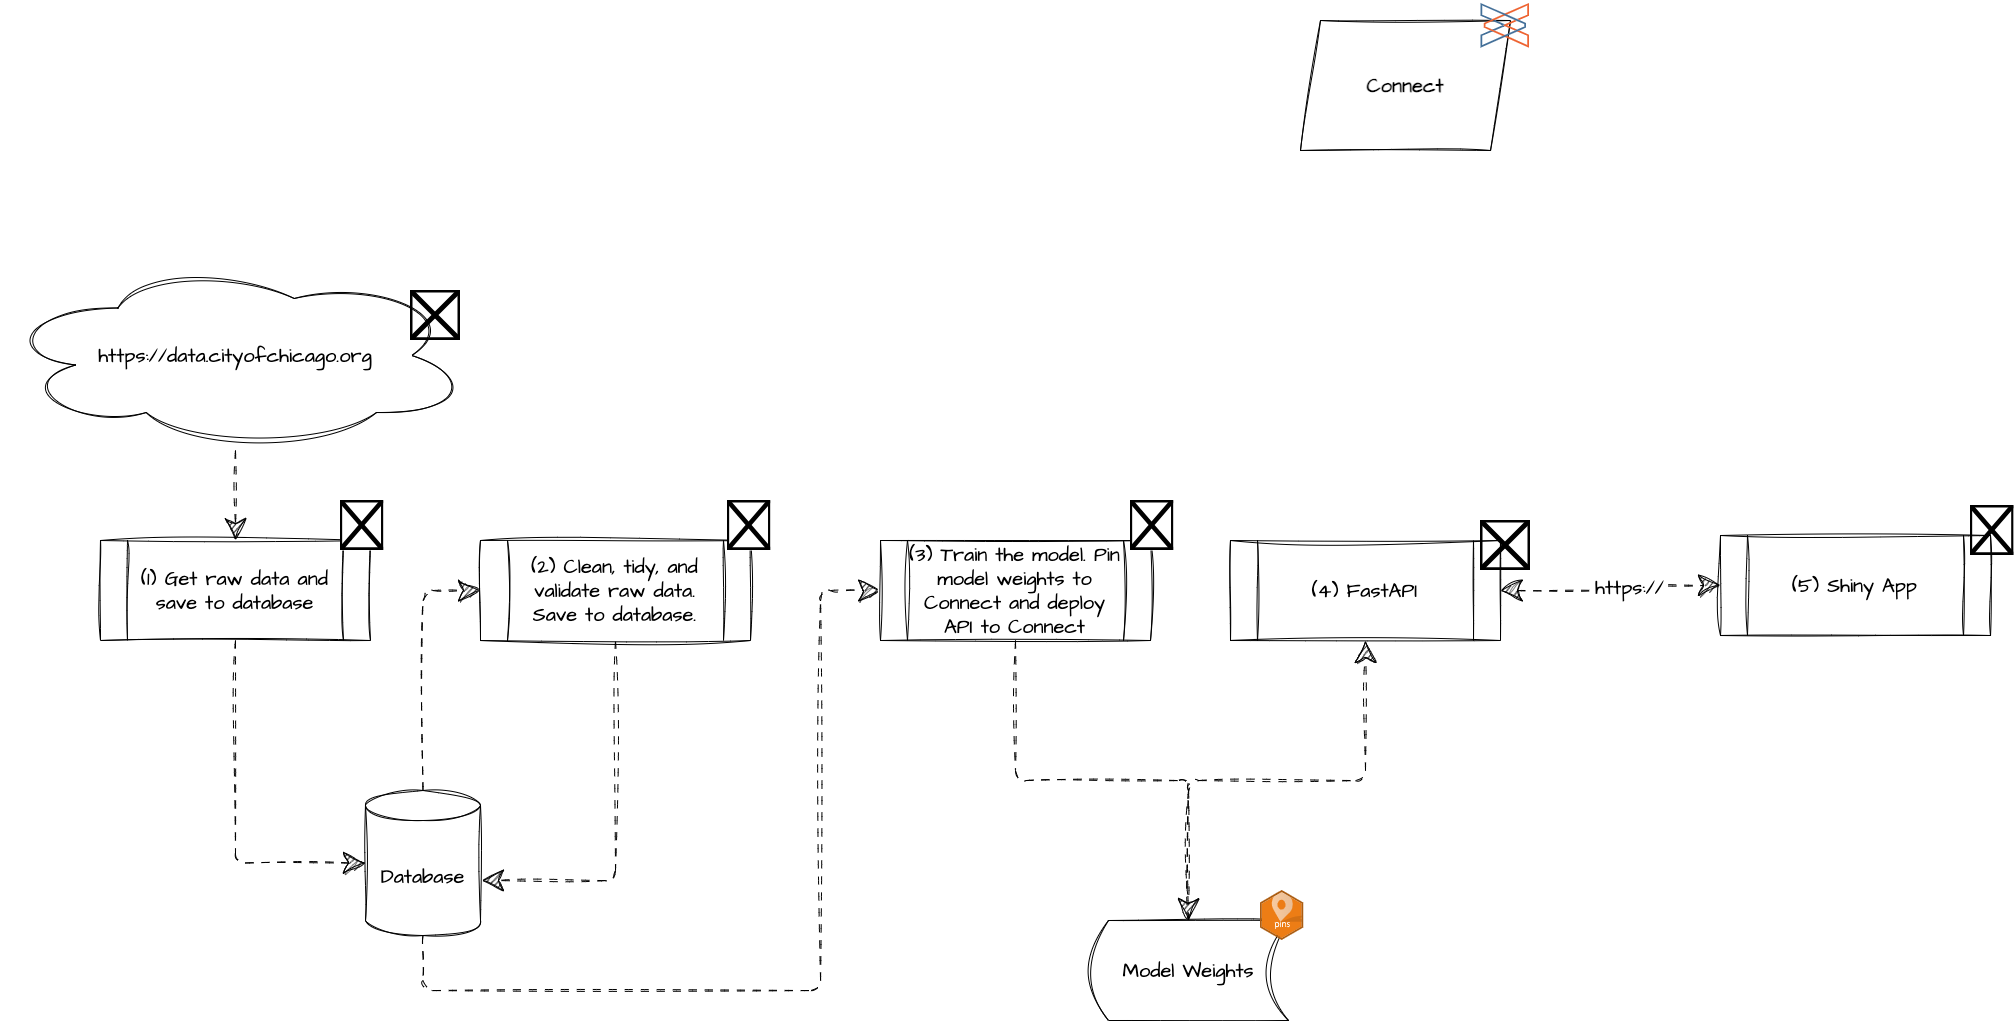 Connect
https://data.cityofchicago.org
(1) Get raw data and
save to database
(2) Clean, tidy, and
validate raw data.
Save to database.
(3) Train the model. Pin
model weights to
Connect and deploy
API to Connect
(4) FastAPI
https://
(5) Shiny App
Database
pins
Model Weights